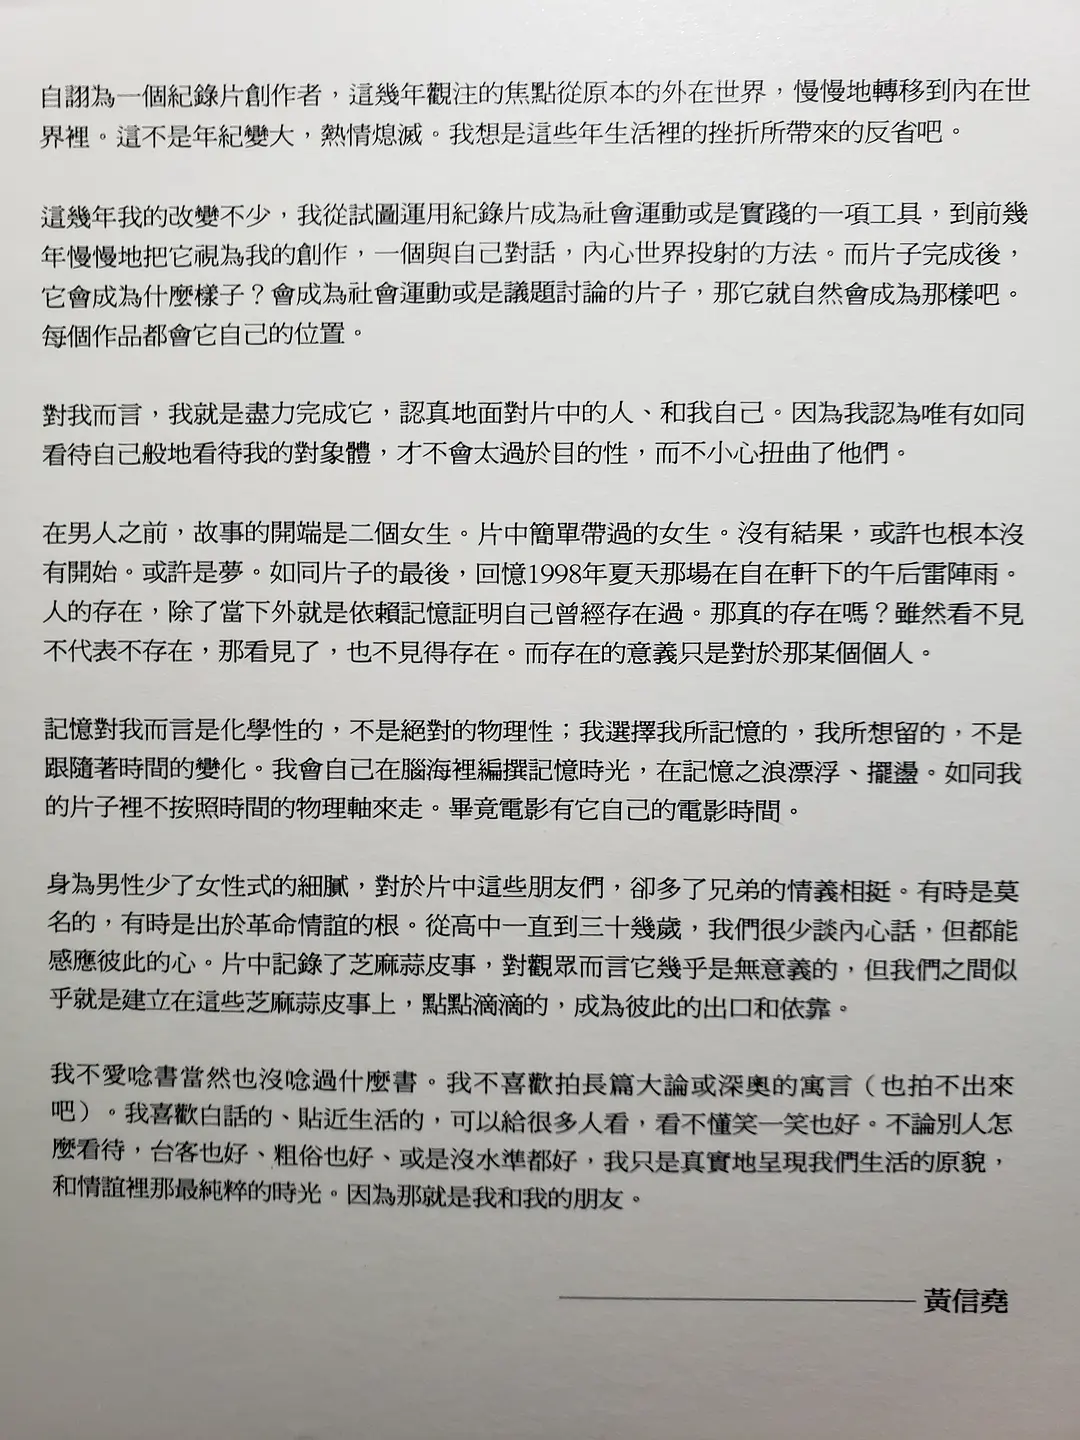 自詡為一個紀錄片創作者，這幾年觀注的焦點從原本的外在世界，慢慢地轉移到內在世
界裡。這不是年紀變大，熱情熄滅。我想是這些年生活裡的挫折所帶來的反省吧。
這幾年我的改變不少，我從試圖運用紀錄片成為社會運動或是實踐的一項工具，到前幾
年慢慢地把它視為我的創作，一個與自己對話，內心世界投射的方法。而片子完成後，
它會成為什麼樣子？會成為社會運動或是議題討論的片子，那它就自然會成為那樣吧。
每個作品都會它自己的位置。
對我而言，我就是盡力完成它，認真地面對片中的人、和我自己。因為我認為唯有如同
看待自己般地看待我的對象體，才不會太過於目的性，而不小心扭曲了他們。
在男人之前，故事的開端是二個女生。片中簡單帶過的女生。沒有結果，或許也根本沒
有開始。或許是夢。如同片子的最後，回憶1998年夏天那場在自在軒下的午后雷陣雨。
人的存在，除了當下外就是依賴記憶証明自己曾經存在過。那真的存在嗎？雖然看不見
不代表不存在，那看見了，也不見得存在。而存在的意義只是對於那某個個人。
記憶對我而言是化學性的，不是絕對的物理性；我選擇我所記憶的，我所想留的，不是
跟隨著時間的變化。我會自己在腦海裡編撰記憶時光，在記憶之浪漂浮、擺盪。如同我
的片子裡不按照時間的物理軸來走。畢竟電影有它自己的電影時間。
身為男性少了女性式的細膩，對於片中這些朋友們，卻多了兄弟的情義相挺。有時是莫
名的，有時是出於革命情誼的根。從高中一直到三十幾歲，我們很少談內心話，但都能
感應彼此的心。片中記錄了芝麻蒜皮事，對觀眾而言它幾乎是無意義的，但我們之間似
乎就是建立在這些芝麻蒜皮事上，點點滴滴的，成為彼此的出口和依靠。
我不愛唸書當然也沒唸過什麼書。我不喜歡拍長篇大論或深奧的寓言（也拍不出來
吧）。我喜歡白話的、貼近生活的，可以給很多人看，看不懂笑一笑也好。不論別人怎
麼看待，台客也好、粗俗也好、或是沒水準都好，我只是真實地呈現我們生活的原貌，
和情誼裡那最純粹的時光。因為那就是我和我的朋友。
黃信堯